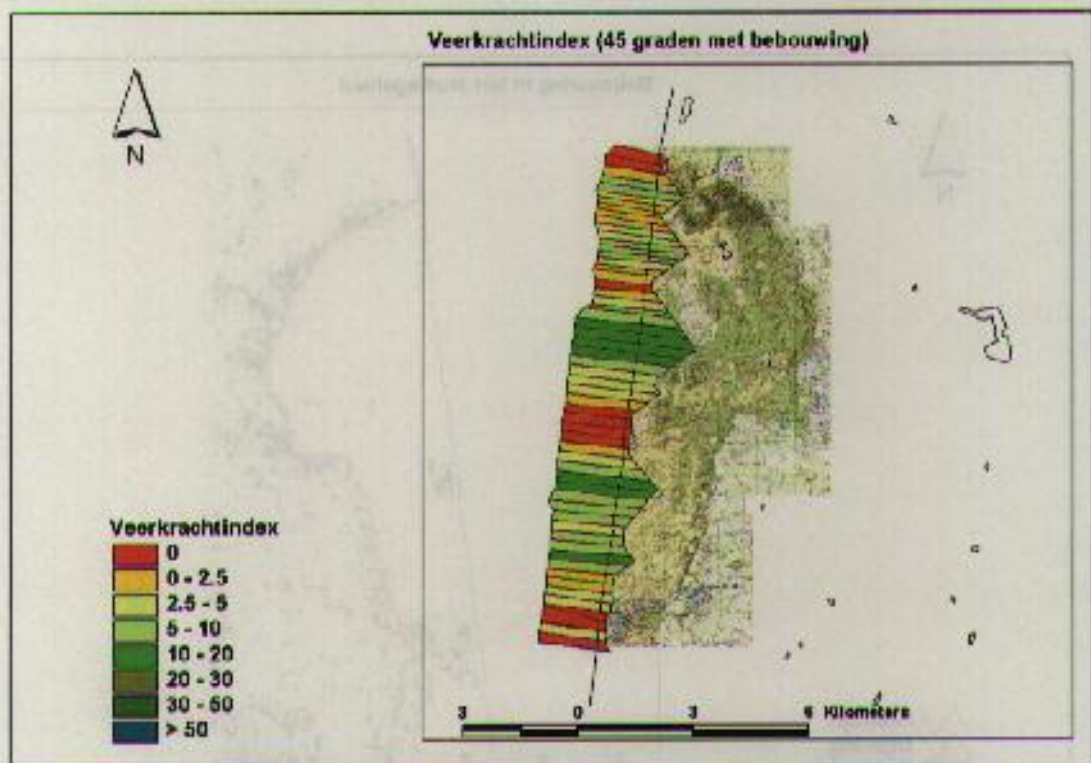 Veerkrachtindex (45 graden met bebouwing)
N
Veerkrachtindex
0
0 - 2.5
2.5 - 5
5 - 10
10 - 20
20 - 30
30 - 50
> 50
3 0 3 6 Kilometers